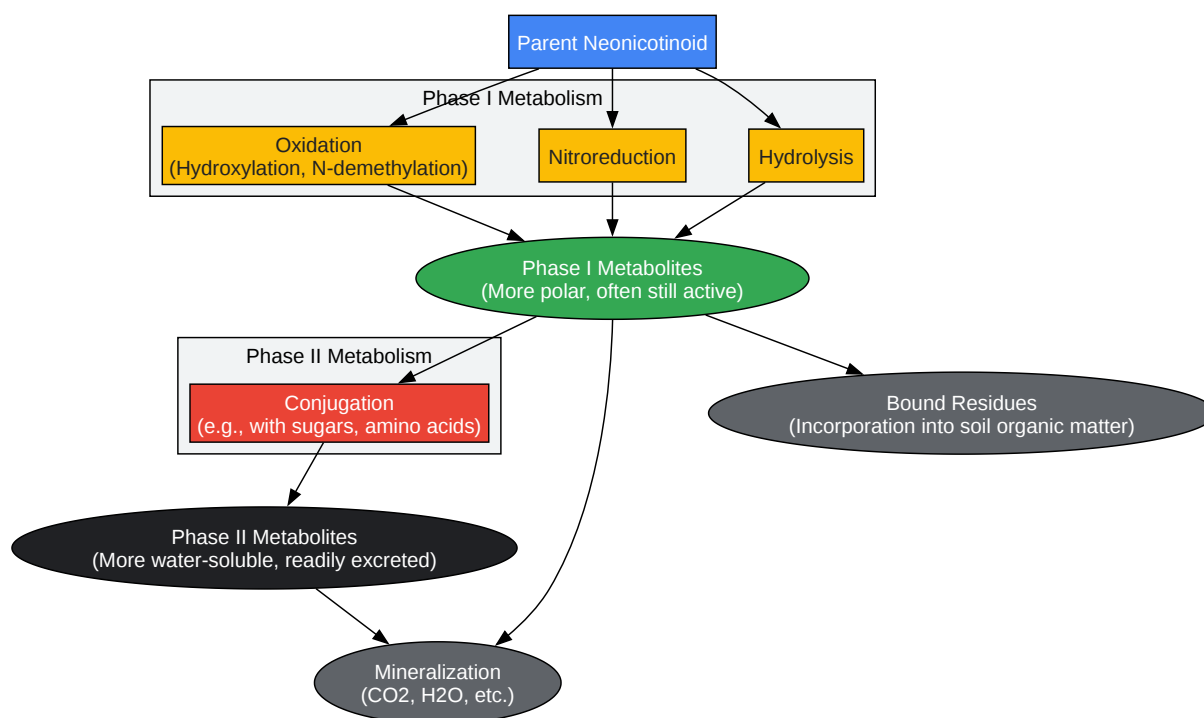 Parent Neonicotinoid
Phase I Metabolism
Oxidation
(Hydroxylation, N-demethylation)
Nitroreduction
Hydrolysis
Phase I Metabolites
(More polar, often still active)
Phase II Metabolism
Conjugation
(e.g., with sugars, amino acids)
Bound Residues
(Incorporation into soil organic matter)
Phase II Metabolites
(More water-soluble, readily excreted)
Mineralization
(CO2, H2O, etc.)